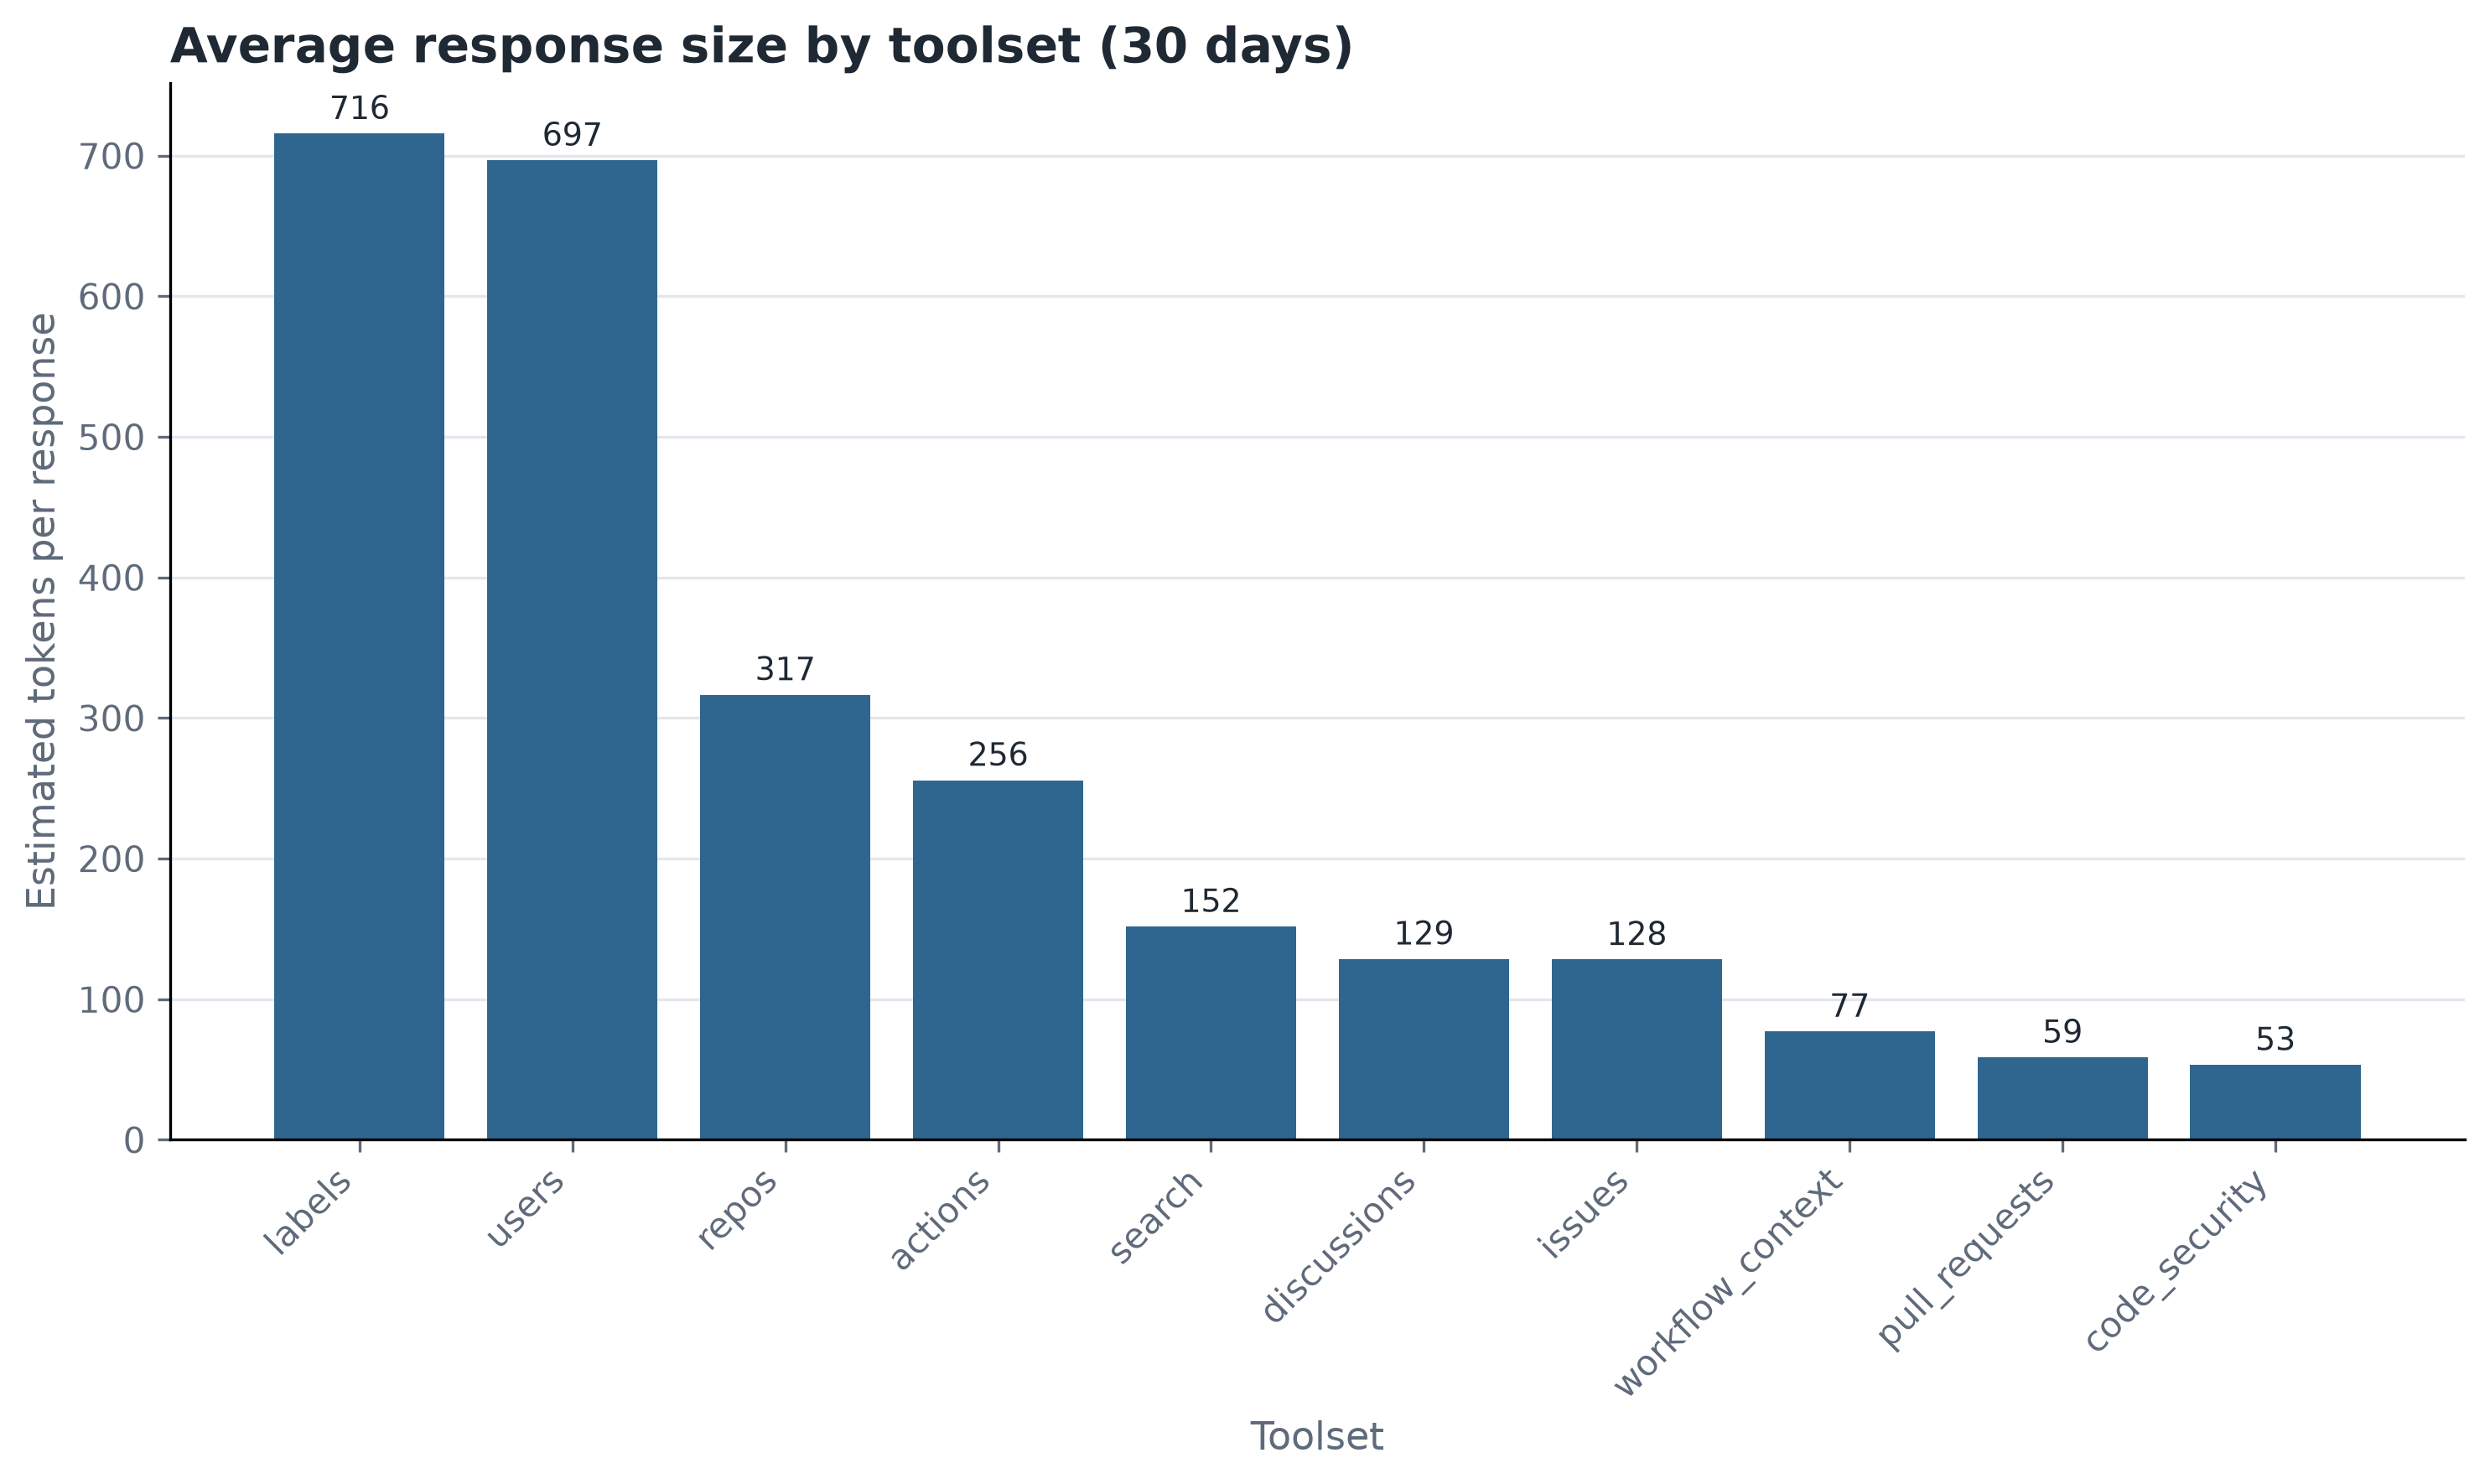 Average response size by toolset (30 days)
Estimated tokens per response
700
600
500
400
300
200
100
0
716
697
317
256
152
129
128
77
59
53
labels
users
repos
actions
search
discussions
issues
workflow_context
pull_requests
code_security
Toolset